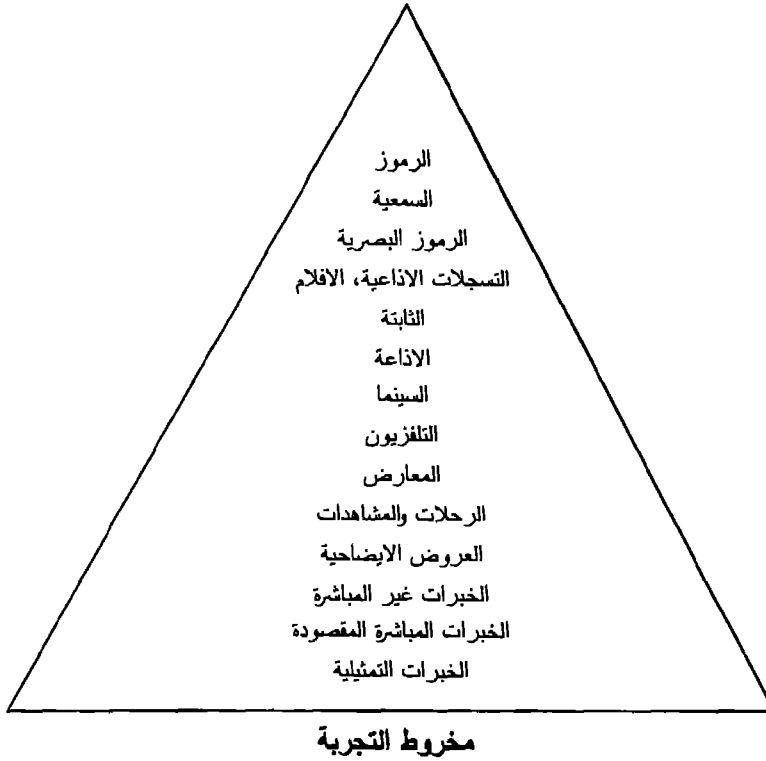 الرموز
السمعية
الرموز البصرية
التسجلات الاذاعية، الافلام
الثابتة
الاذاعة
السينما
التلفزيون
المعارض
الرحلات والمشاهدات
العروض الايضاحية
الخبرات غير المباشرة
الخبرات المباشرة المقصودة
الخبرات التمثيلية
مخروط التجربة